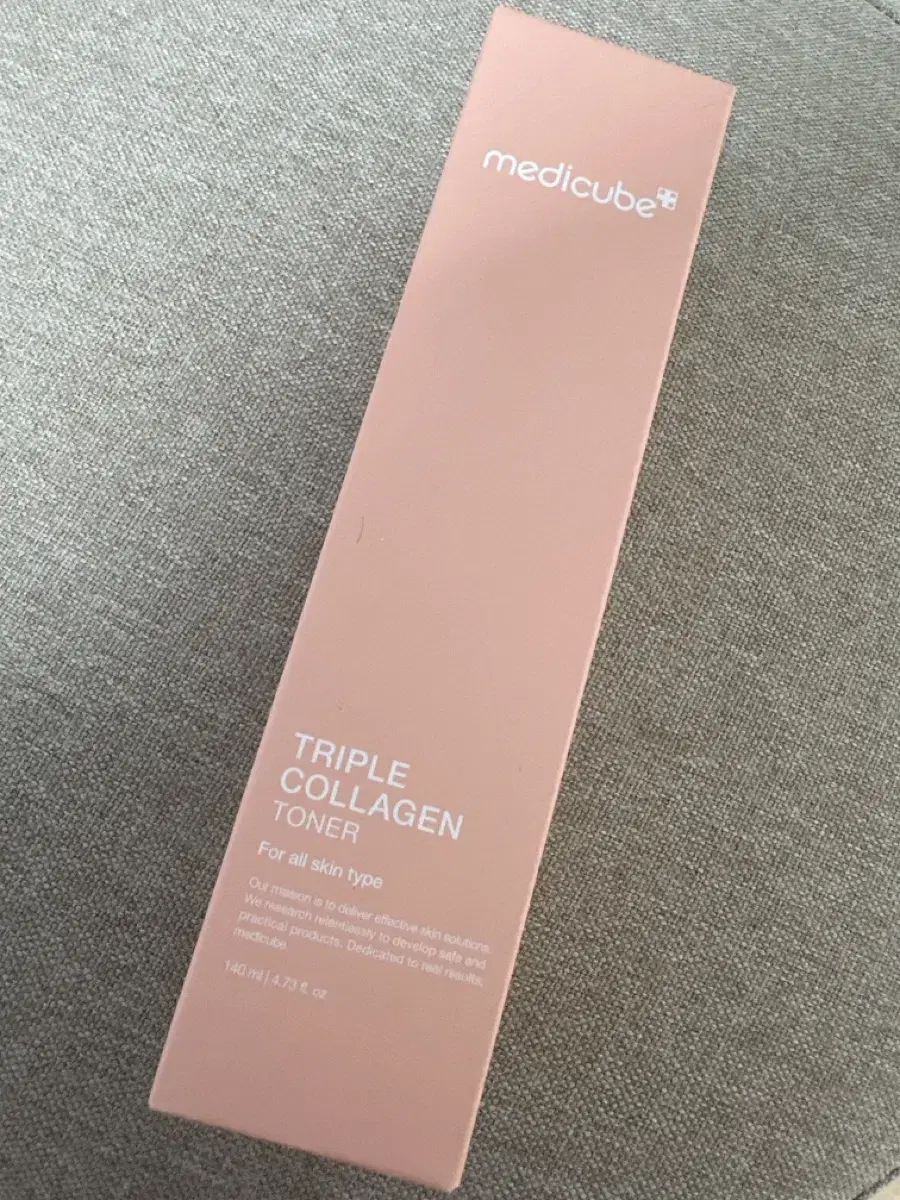 medicube
TRIPLE
COLLAGEN
TONER
For all skin type
Our mission is to deliver effective skin solutions.
We research relentlessly to develop safe and
practical products. Dedicated to real results,
medicube.
140 ml | 4.73 fl. oz